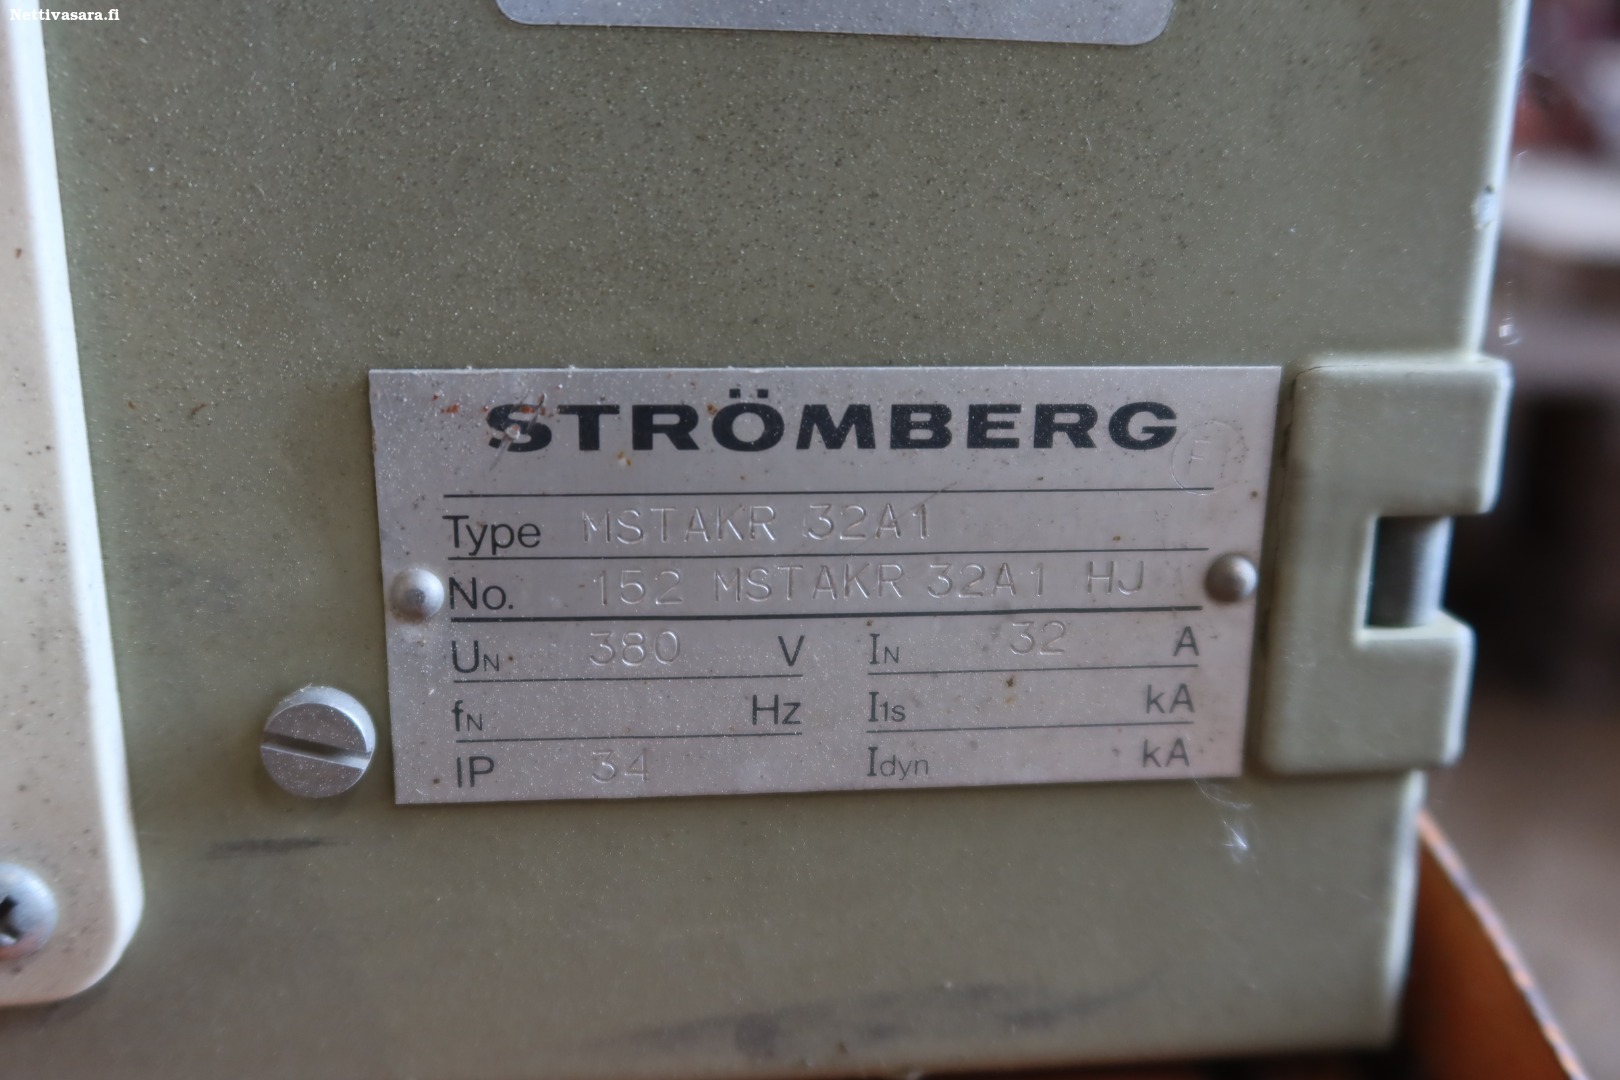 Nettivasara.fi
STRÖMBERG
FI
Type MSTAKR 32A1
No. 152 MSTAKR 32A1 HJ
UN 380 V IN 32 A
fN Hz I1s kA
IP 34 Idyn kA